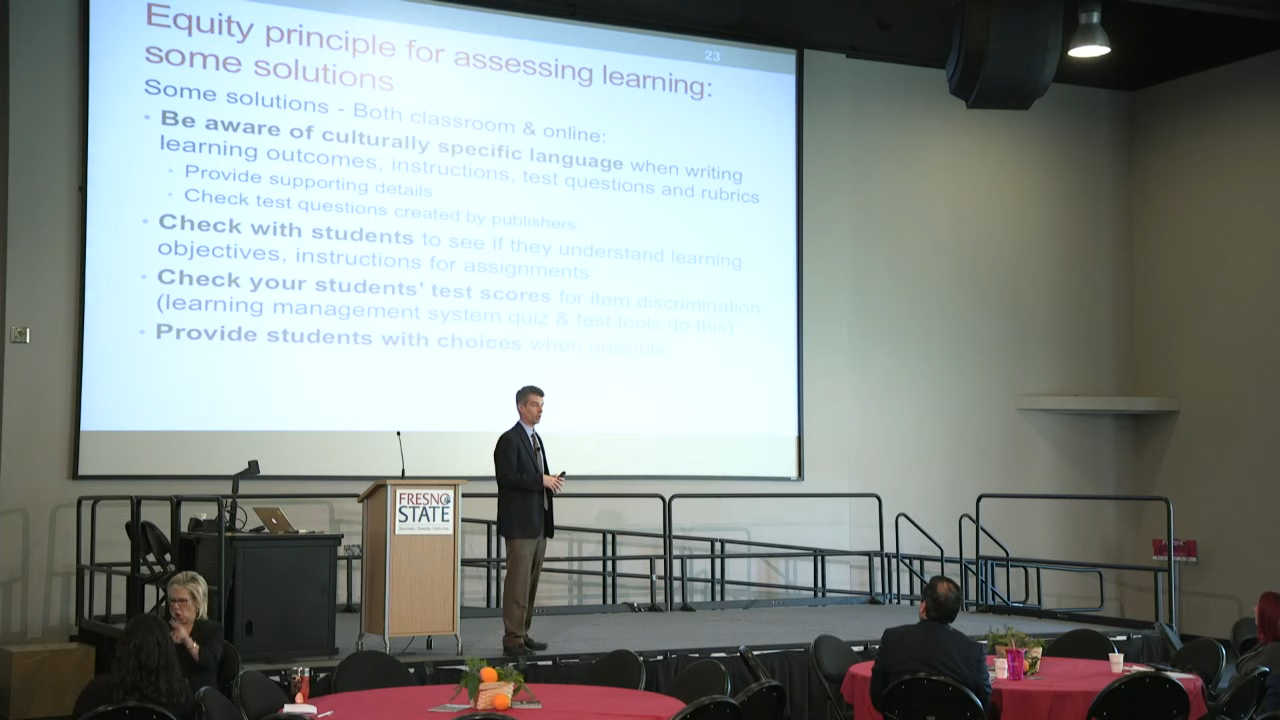 23
Equity principle for assessing learning:
some solutions
Some solutions - Both classroom & online:
• Be aware of culturally specific language when writing
learning outcomes, instructions, test questions and rubrics
• Provide supporting details
• Check test questions created by publishers
• Check with students to see if they understand learning
objectives, instructions for assignments
• Check your students' test scores for item discrimination
(learning management system quiz & test tools do this)
• Provide students with choices when possible
FRESNO
STATE